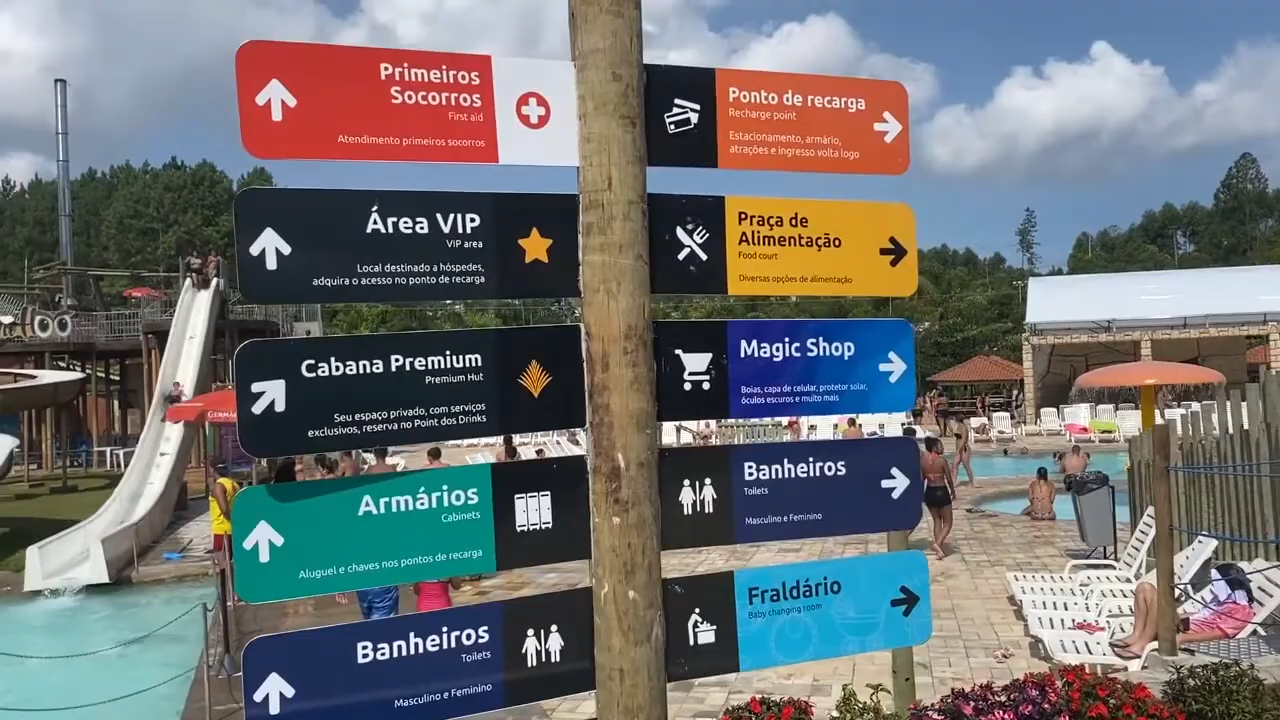 Primeiros
Socorros
First aid
Atendimento primeiros socorros
Área VIP
VIP area
Local destinado a hóspedes,
adquira o acesso no ponto de recarga
Cabana Premium
Premium Hut
Seu espaço privado, com serviços
exclusivos, reserva no Point dos Drinks
Armários
Cabinets
Aluguel e chaves nos pontos de recarga
Banheiros
Toilets
Masculino e Feminino
Ponto de recarga
Recharge point
Estacionamento, armário,
atrações e ingresso volta logo
Praça de
Alimentação
Food court
Diversas opções de alimentação
Magic Shop
Boias, capa de celular, protetor solar,
óculos escuros e muito mais
Banheiros
Toilets
Masculino e Feminino
Fraldário
Baby changing room